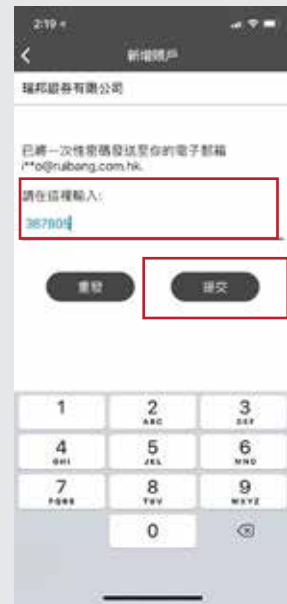 2:19
新增賬戶
瑞邦證券有限公司
已將一次性密碼發送至你的電子郵箱
i**o@ruibang.com.hk.
請在這裡輸入:
387805
重發
提交
1
2 ABC
3 DEF
4 GHI
5 JKL
6 MNO
7 PQRS
8 TUV
9 WXYZ
0